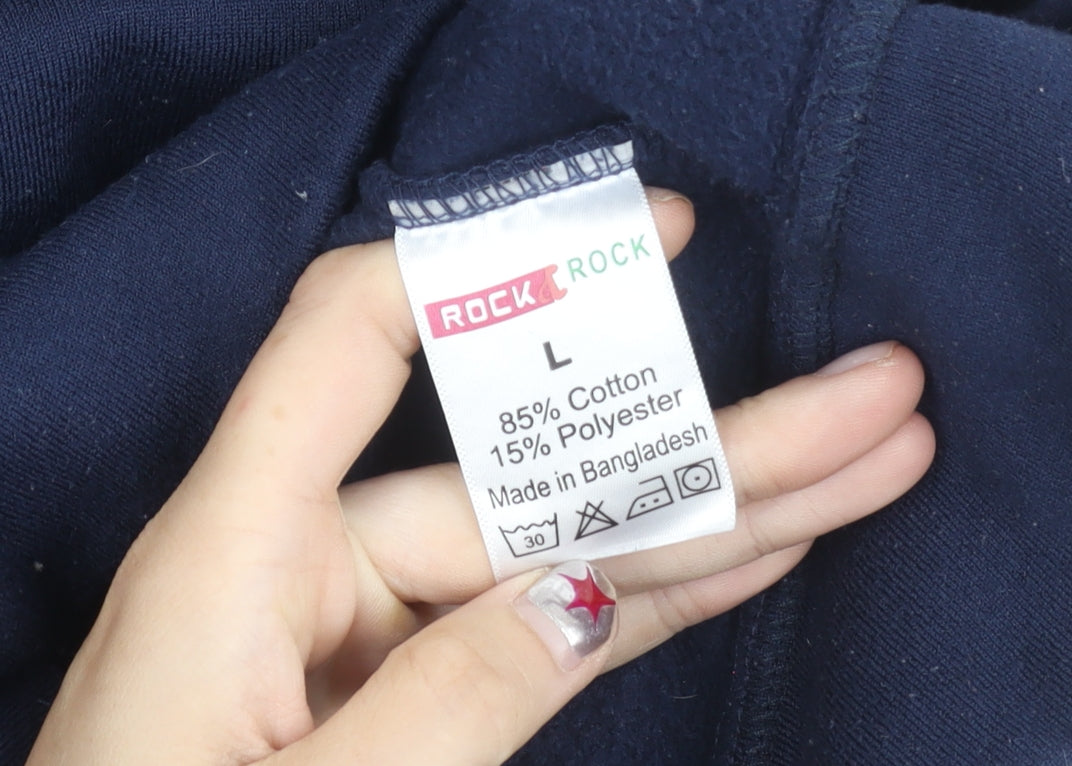 ROCK & ROCK
L
85% Cotton
15% Polyester
Made in Bangladesh
30